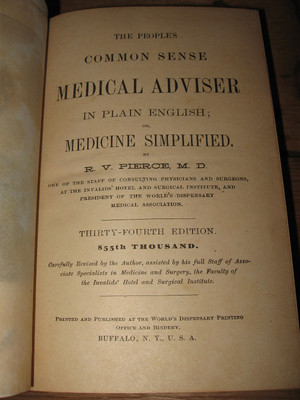 THE PEOPLE'S
COMMON SENSE
MEDICAL ADVISER
IN PLAIN ENGLISH;
OR,
MEDICINE SIMPLIFIED.
BY
R. V. PIERCE, M. D.
ONE OF THE STAFF OF CONSULTING PHYSICIANS AND SURGEONS,
AT THE INVALIDS' HOTEL AND SURGICAL INSTITUTE, AND
PRESIDENT OF THE WORLD'S DISPENSARY
MEDICAL ASSOCIATION.
THIRTY-FOURTH EDITION.
855th THOUSAND.
Carefully Revised by the Author, assisted by his full Staff of Asso-
ciate Specialists in Medicine and Surgery, the Faculty of
the Invalids' Hotel and Surgical Institute.
PRINTED AND PUBLISHED AT THE WORLD'S DISPENSARY PRINTING
OFFICE AND BINDERY,
BUFFALO, N. Y., U. S. A.